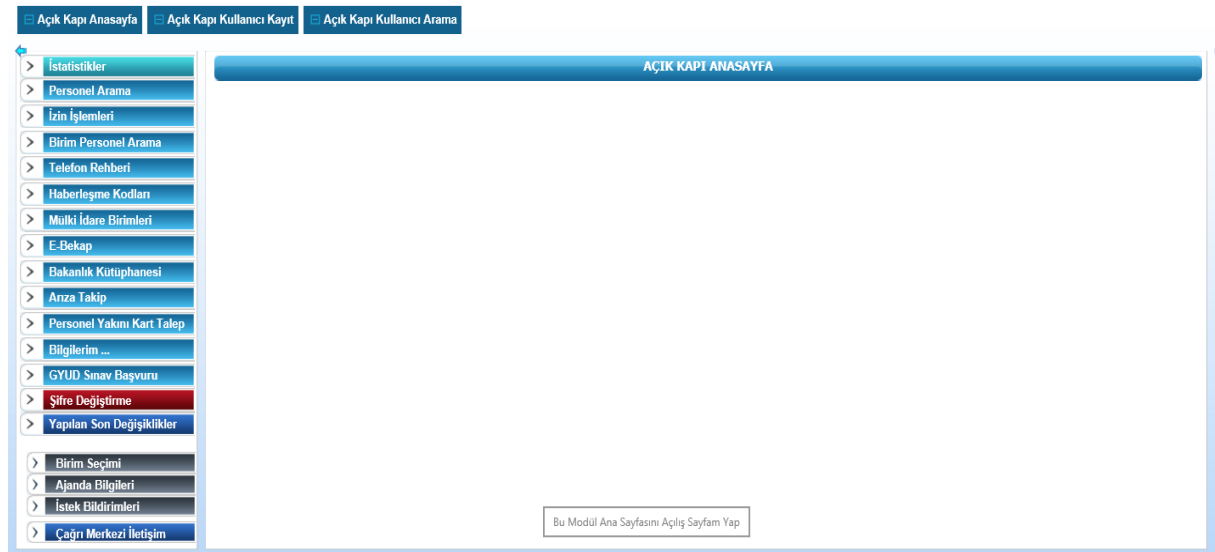 Açık Kapı Anasayfa
Açık Kapı Kullanıcı Kayıt
Açık Kapı Kullanıcı Arama
İstatistikler
AÇIK KAPI ANASAYFA
Personel Arama
İzin İşlemleri
Birim Personel Arama
Telefon Rehberi
Haberleşme Kodları
Mülki İdare Birimleri
E-Bekap
Bakanlık Kütüphanesi
Arıza Takip
Personel Yakını Kart Talep
Bilgilerim ...
GYUD Sınav Başvuru
Şifre Değiştirme
Yapılan Son Değişiklikler
Birim Seçimi
Ajanda Bilgileri
İstek Bildirimleri
Bu Modül Ana Sayfasını Açılış Sayfam Yap
Çağrı Merkezi İletişim